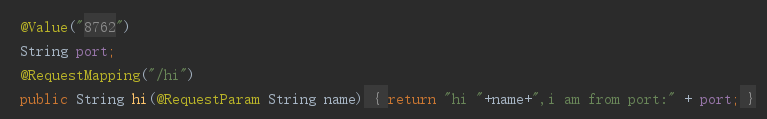 @Value("8762")
String port;
@RequestMapping("/hi")
public String hi(@RequestParam String name) { return "hi "+name+",i am from port:" + port; }